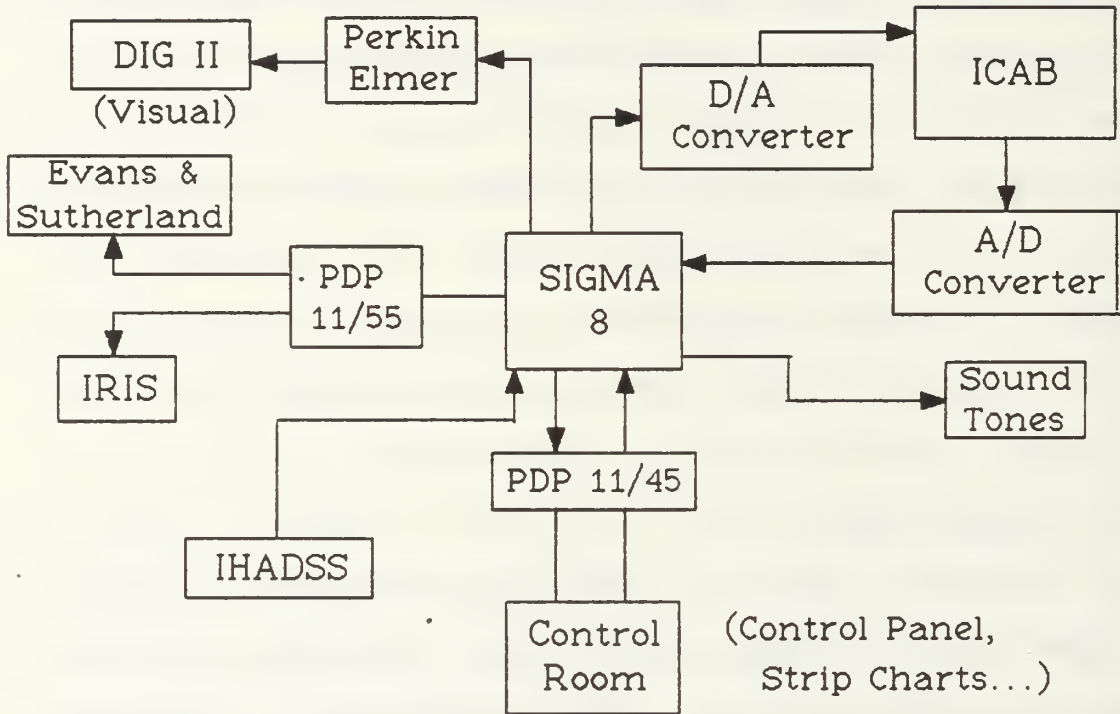 DIG II
(Visual)
Perkin
Elmer
D/A
Converter
ICAB
Evans &
Sutherland
PDP
11/55
SIGMA
8
A/D
Converter
IRIS
Sound
Tones
PDP 11/45
IHADSS
Control
Room
(Control Panel,
Strip Charts...)